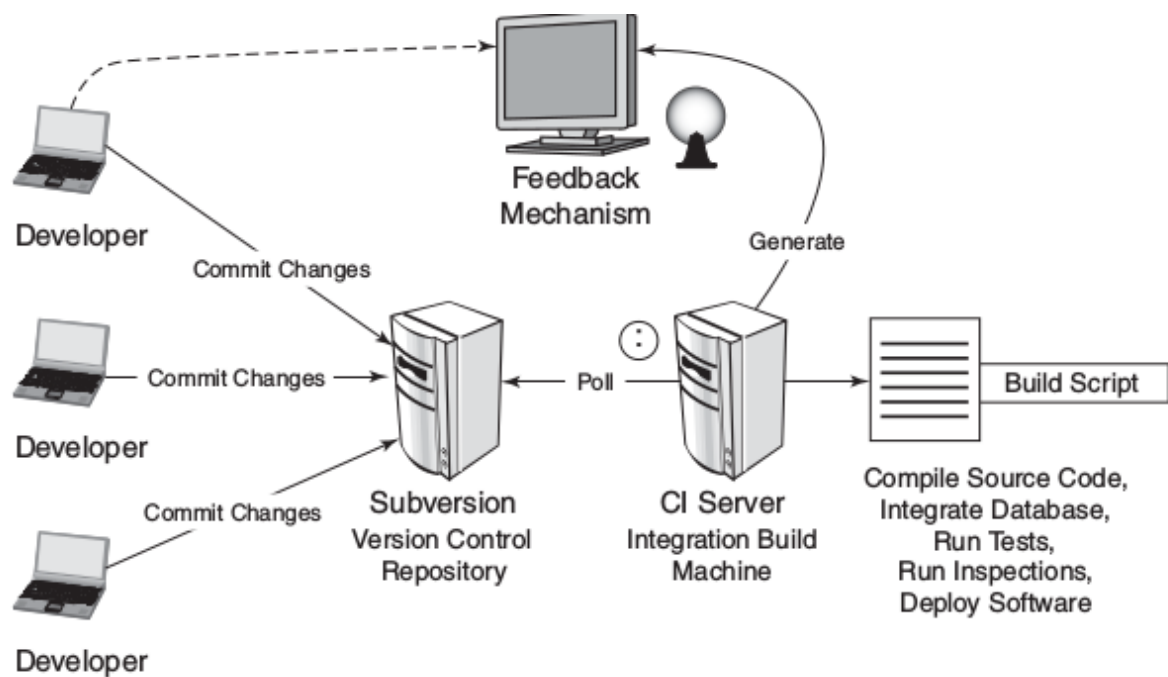 Feedback
Mechanism
Developer
Generate
Commit Changes
Commit Changes
Poll
Build Script
Developer
Subversion
Version Control
Repository
CI Server
Integration Build
Machine
Compile Source Code,
Integrate Database,
Run Tests,
Run Inspections,
Deploy Software
Commit Changes
Developer